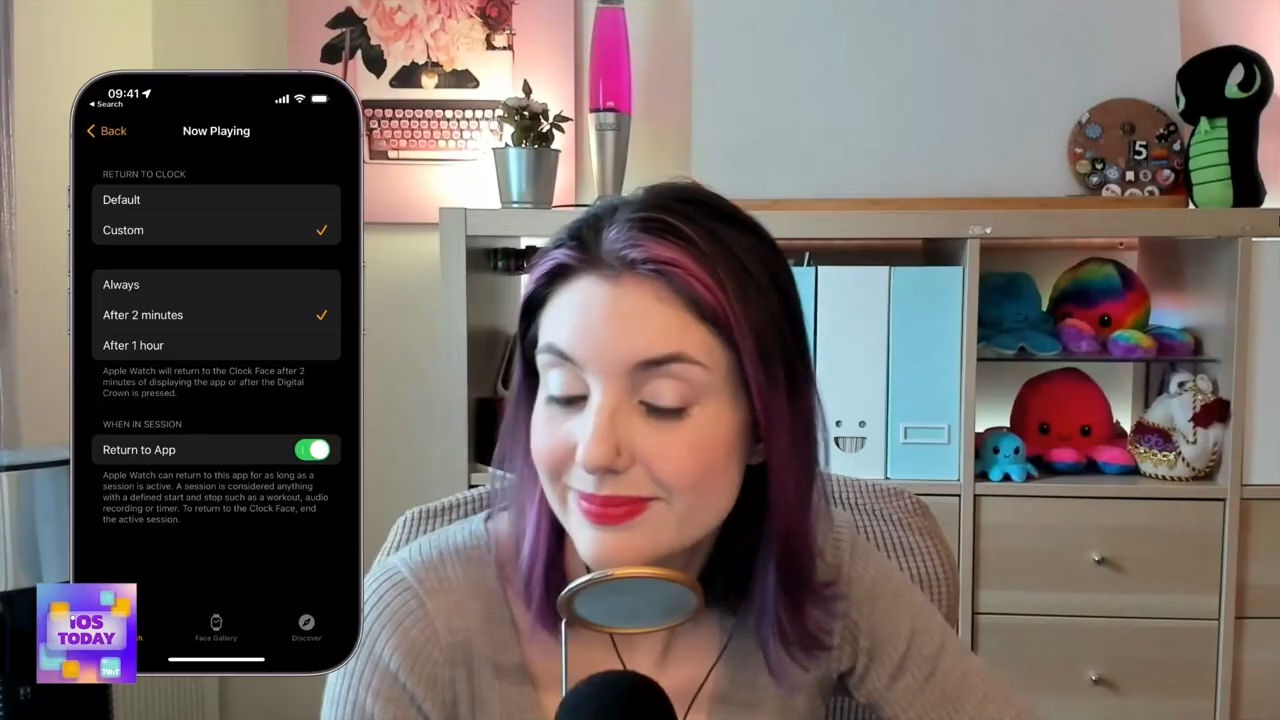 09:41
Search
Back
Now Playing
RETURN TO CLOCK
Default
Custom
Always
After 2 minutes
After 1 hour
Apple Watch will return to the Clock Face after 2
minutes of displaying the app or after the Digital
Crown is pressed.
WHEN IN SESSION
Return to App
Apple Watch can return to this app for as long as a
session is active. A session is considered anything
with a defined start and stop such as a workout, audio
recording or timer. To return to the Clock Face, end
the active session.
Face Gallery
Discover
iOS
TODAY
TWiT
5